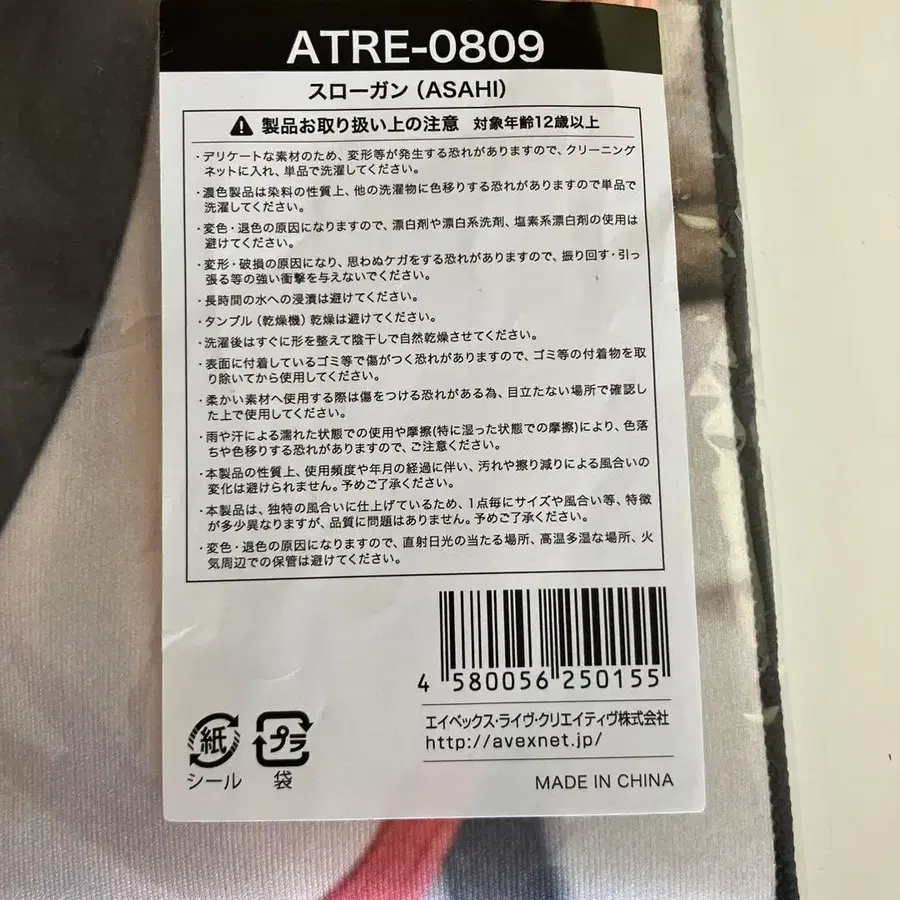 ATRE-0809
スローガン（ASAHI）
⚠ 製品お取り扱い上の注意 対象年齢12歳以上
・デリケートな素材のため、変形等が発生する恐れがありますので、クリーニング
ネットに入れ、単品で洗濯してください。
・濃色製品は染料の性質上、他の洗濯物に色移りする恐れがありますので単品で
洗濯してください。
・変色・退色の原因になりますので、漂白剤や漂白系洗剤、塩素系漂白剤の使用は
避けてください。
・変形・破損の原因になり、思わぬケガをする恐れがありますので、振り回す・引っ
張る等の強い衝撃を与えないでください。
・長時間の水への浸漬は避けてください。
・タンブル（乾燥機）乾燥は避けてください。
・洗濯後はすぐに形を整えて陰干しで自然乾燥させてください。
・表面に付着しているゴミ等で傷がつく恐れがありますので、ゴミ等の付着物を取
り除いてから使用してください。
・柔かい素材へ使用する際は傷をつける恐れがある為、目立たない場所で確認し
た上で使用してください。
・雨や汗による濡れた状態での使用や摩擦(特に湿った状態での摩擦)により、色落
ちや色移りする恐れがありますので、ご注意ください。
・本製品の性質上、使用頻度や年月の経過に伴い、汚れや擦り減りによる風合いの
変化は避けられません。予めご了承ください。
・本製品は、独特の風合いに仕上げているため、1点毎にサイズや風合い等、特徴
が多少異なりますが、品質に問題はありません。予めご了承ください。
・変色・退色の原因になりますので、直射日光の当たる場所、高温多湿な場所、火
気周辺での保管は避けてください。
4 580056 250155
エイベックス・ライヴ・クリエイティヴ株式会社
http://avexnet.jp/
紙 プラ
シール 袋
MADE IN CHINA